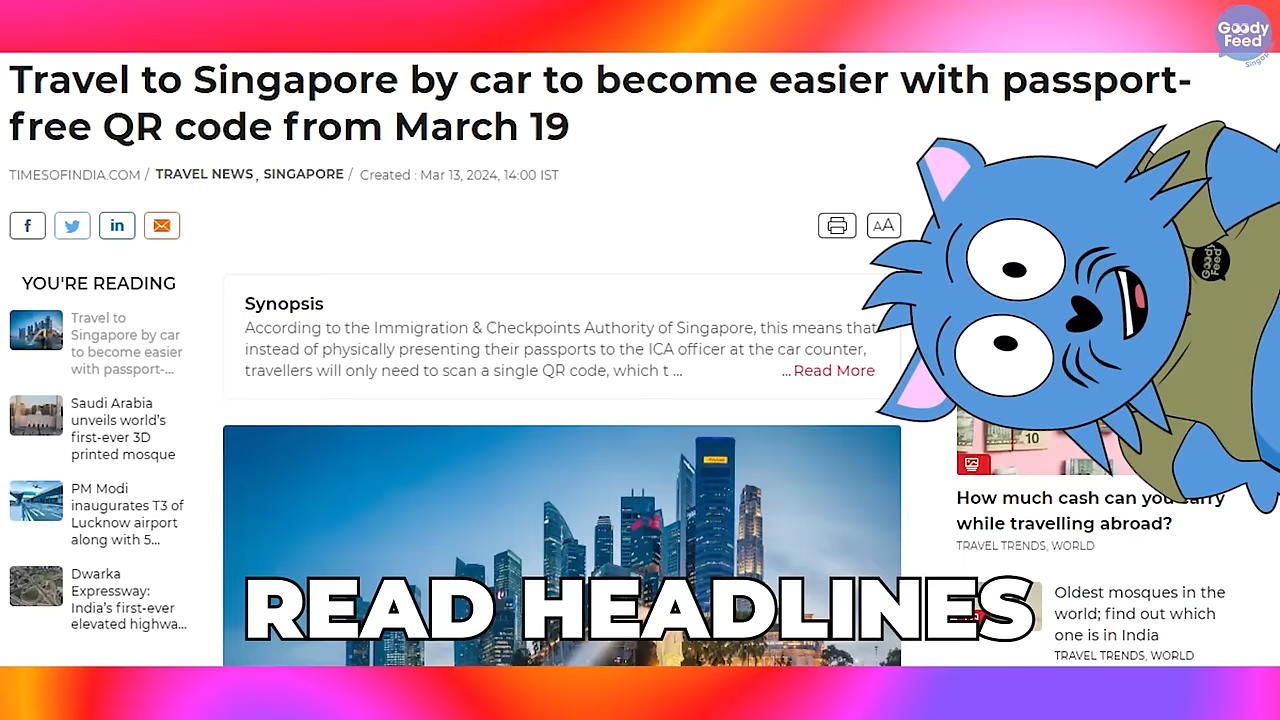 Goody
Feed
Singap
Travel to Singapore by car to become easier with passport-
free QR code from March 19
TIMESOFINDIA.COM / TRAVEL NEWS , SINGAPORE / Created : Mar 13, 2024, 14:00 IST
f in AA
YOU'RE READING
Travel to
Singapore by car
to become easier
with passport-...
Saudi Arabia
unveils world's
first-ever 3D
printed mosque
PM Modi
inaugurates T3 of
Lucknow airport
along with 5...
Dwarka
Expressway:
India's first-ever
elevated highwa...
Synopsis
According to the Immigration & Checkpoints Authority of Singapore, this means that
instead of physically presenting their passports to the ICA officer at the car counter,
travellers will only need to scan a single QR code, which t ... ...Read More
Goody
Feed
10
How much cash can you carry
while travelling abroad?
TRAVEL TRENDS, WORLD
Oldest mosques in the
world; find out which
one is in India
TRAVEL TRENDS, WORLD
READ HEADLINES